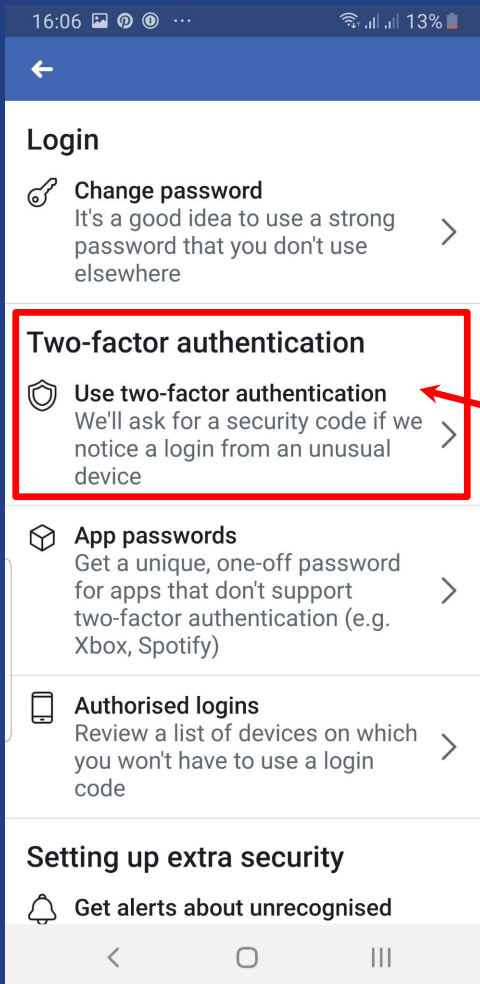 16:06 ... 13%
Login
Change password
It's a good idea to use a strong
password that you don't use
elsewhere
Two-factor authentication
Use two-factor authentication
We'll ask for a security code if we
notice a login from an unusual
device
App passwords
Get a unique, one-off password
for apps that don't support
two-factor authentication (e.g.
Xbox, Spotify)
Authorised logins
Review a list of devices on which
you won't have to use a login
code
Setting up extra security
Get alerts about unrecognised